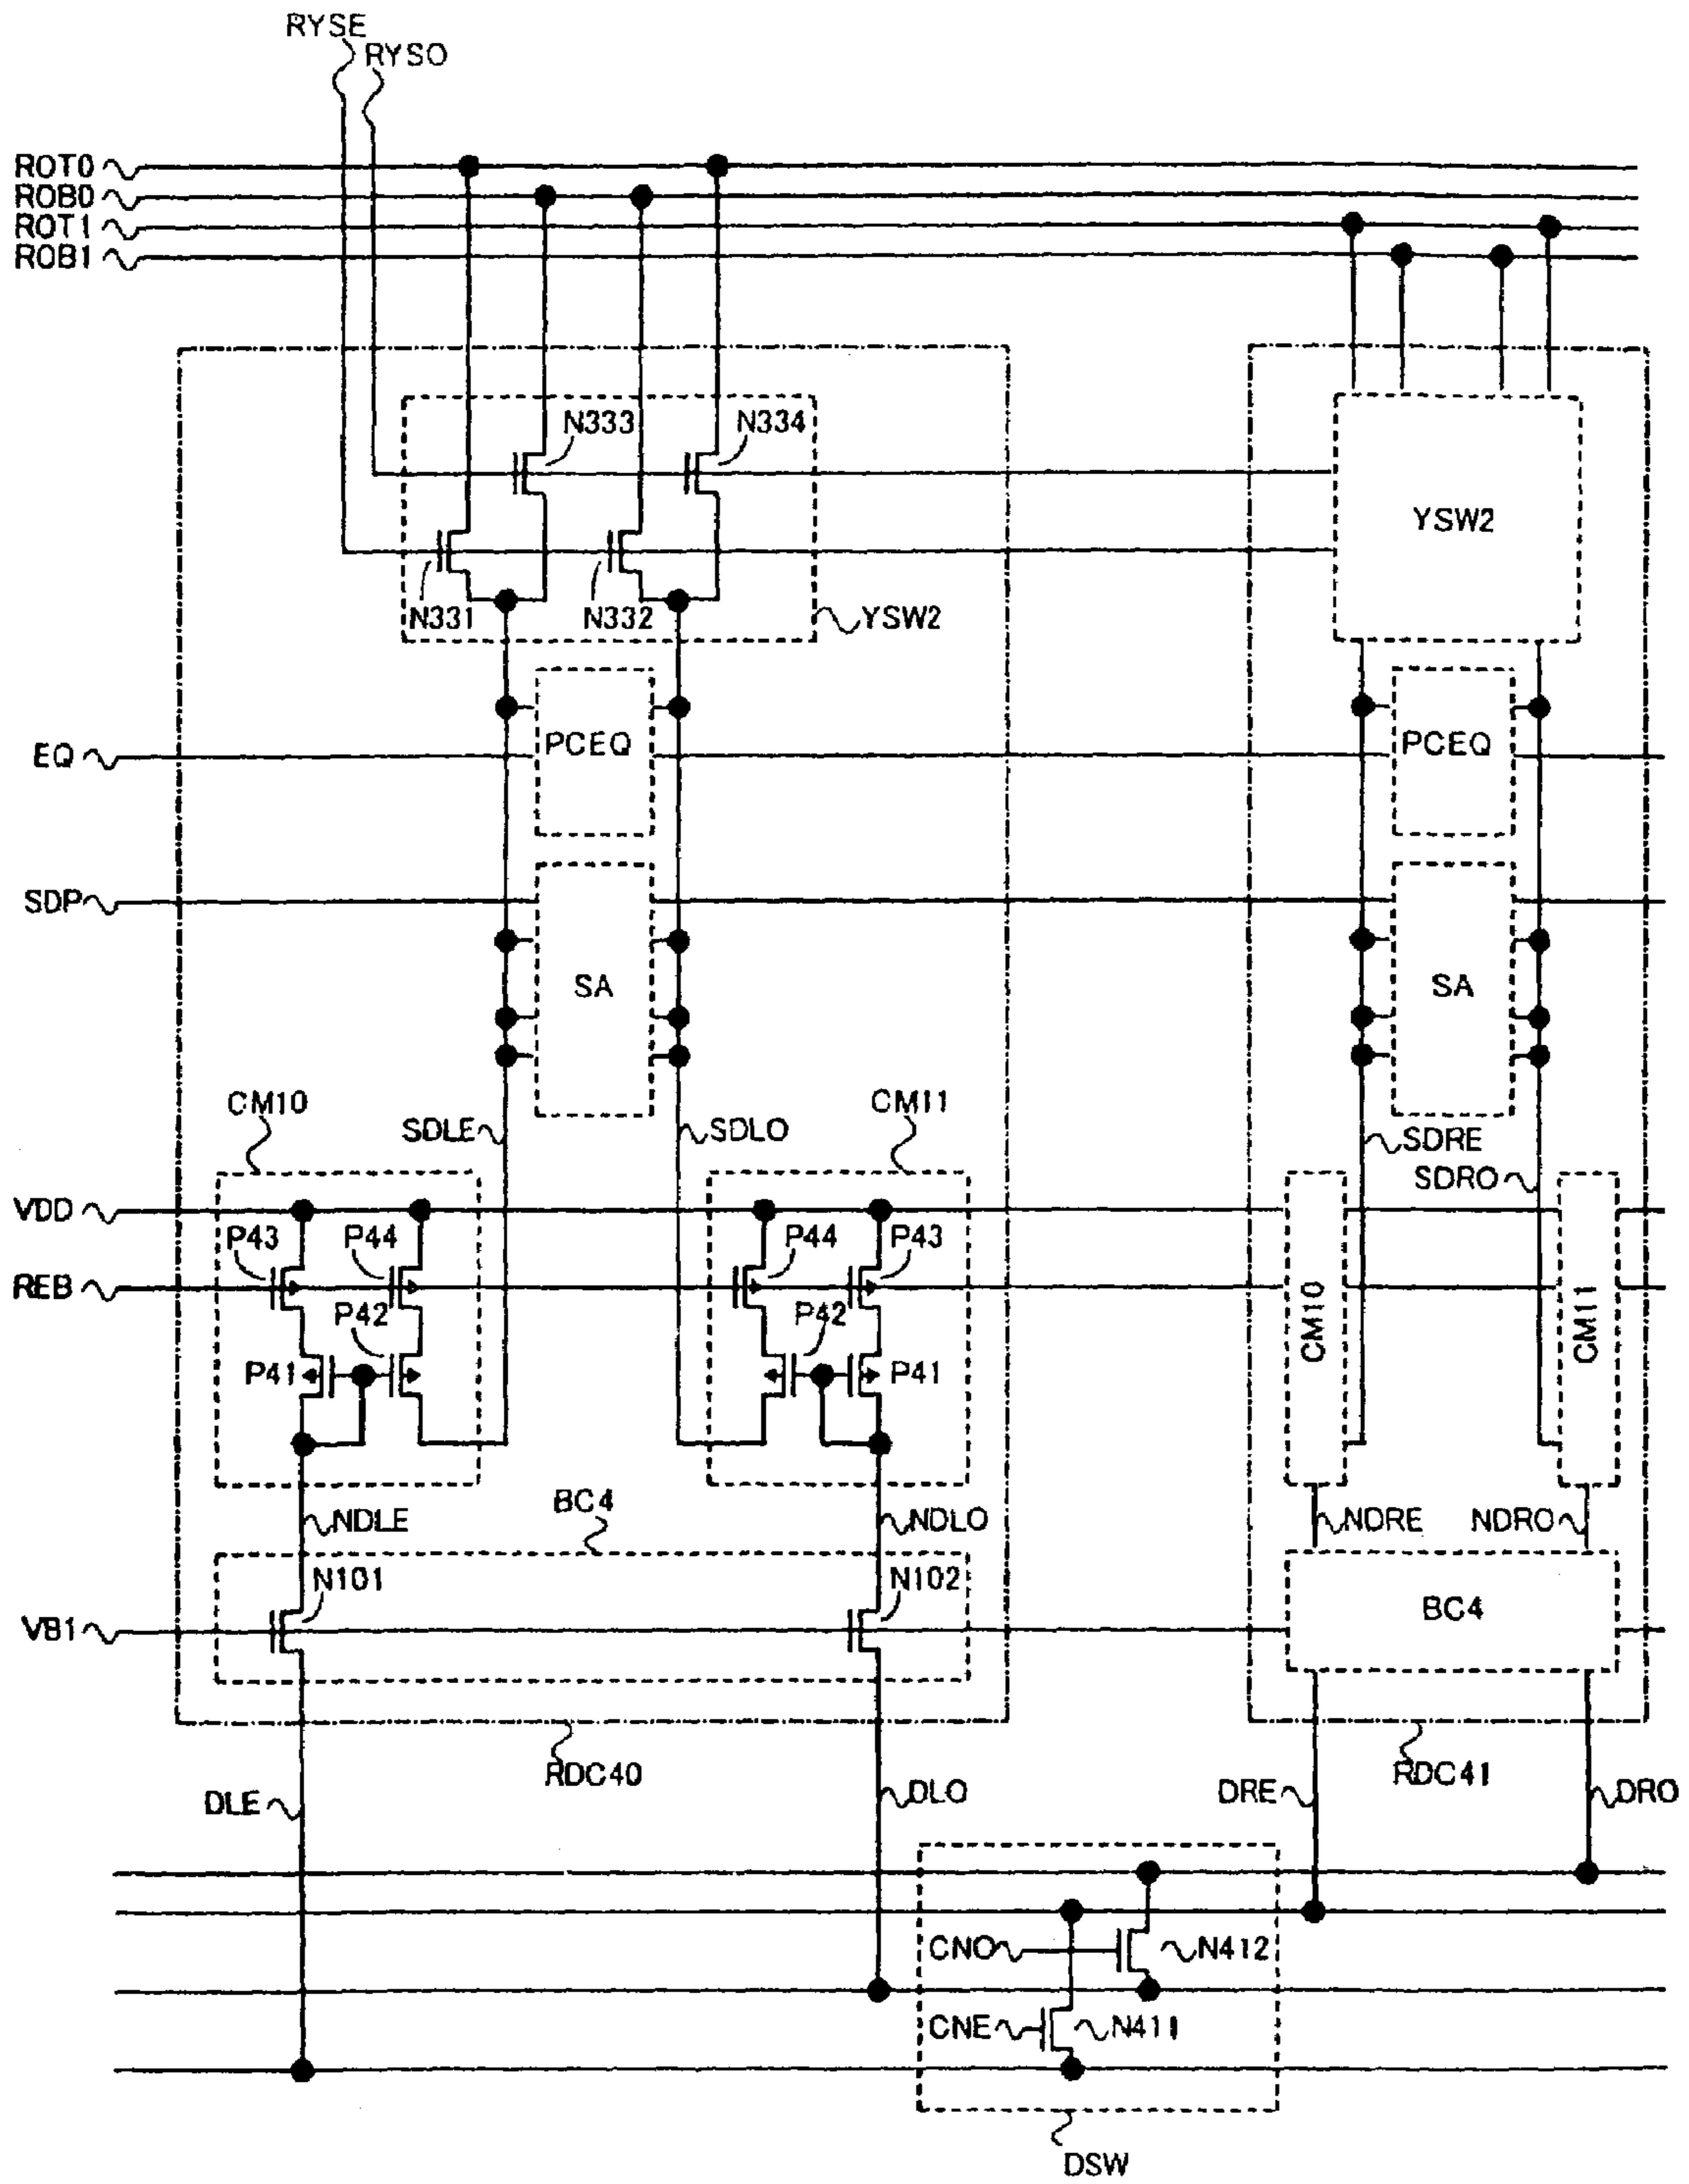 RYSE
RYSO
ROT0
ROB0
ROT1
ROB1
N333
N334
YSW2
N331
N332
YSW2
EQ
PCEQ
PCEQ
SDP
SA
SA
CM10
CM11
SDLE
SDLO
SDRE
SDRO
VDD
P43
P44
P44
P43
REB
P42
P42
CM10
CM11
P41
P41
BC4
NDLE
NDLO
NDRE
NDRO
N101
N102
VB1
BC4
RDC40
RDC41
DLE
DLO
DRE
DRO
CNO
N412
CNE
N411
DSW